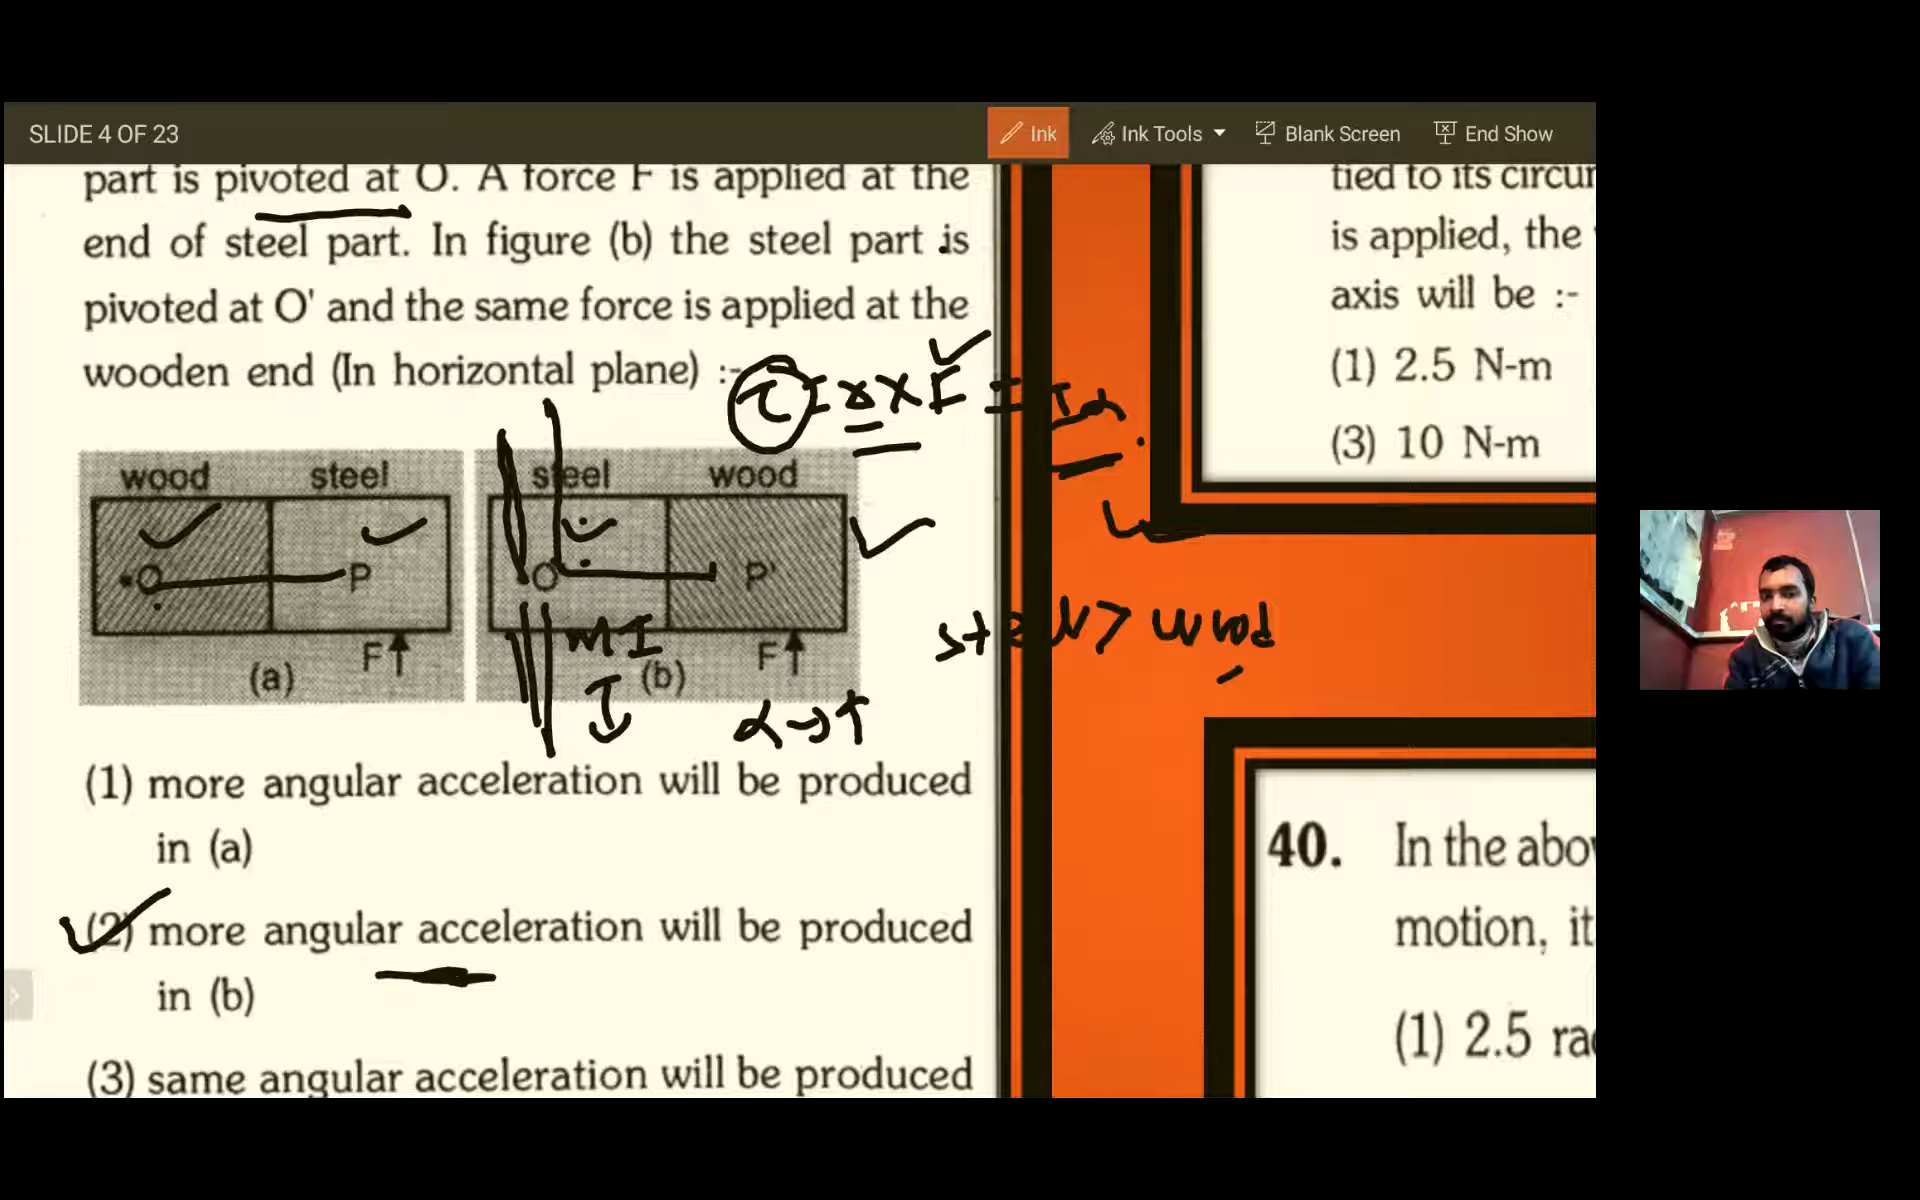 SLIDE 4 OF 23
Ink
Ink Tools
Blank Screen
End Show
part is pivoted at O. A force F is applied at the
end of steel part. In figure (b) the steel part is
pivoted at O' and the same force is applied at the
wooden end (In horizontal plane) :-
τ = r × F = Iα
wood steel
O P
F
(a)
steel wood
O P'
F
(b)
MI
α → ↑
steel > wood
(1) more angular acceleration will be produced
in (a)
(2) more angular acceleration will be produced
in (b)
(3) same angular acceleration will be produced
tied to its
is applied, the
axis will be :-
(1) 2.5 N-m
(3) 10 N-m
40. In the
motion, it
(1) 2.5